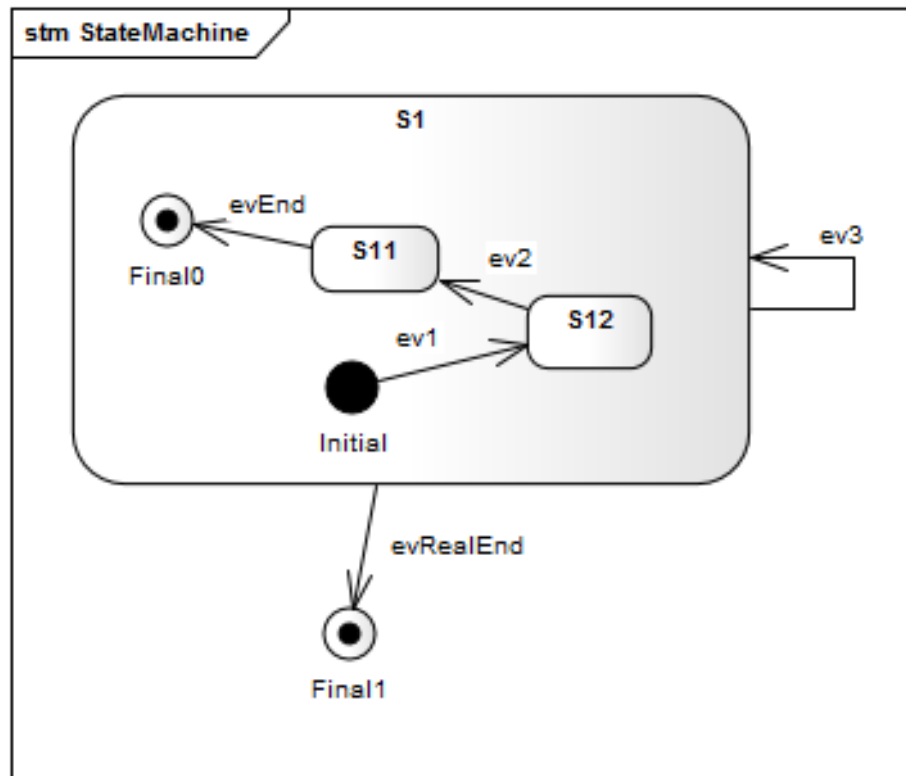 stm StateMachine
S1
evEnd
Final0
S11
ev2
ev3
S12
ev1
Initial
evRealEnd
Final1